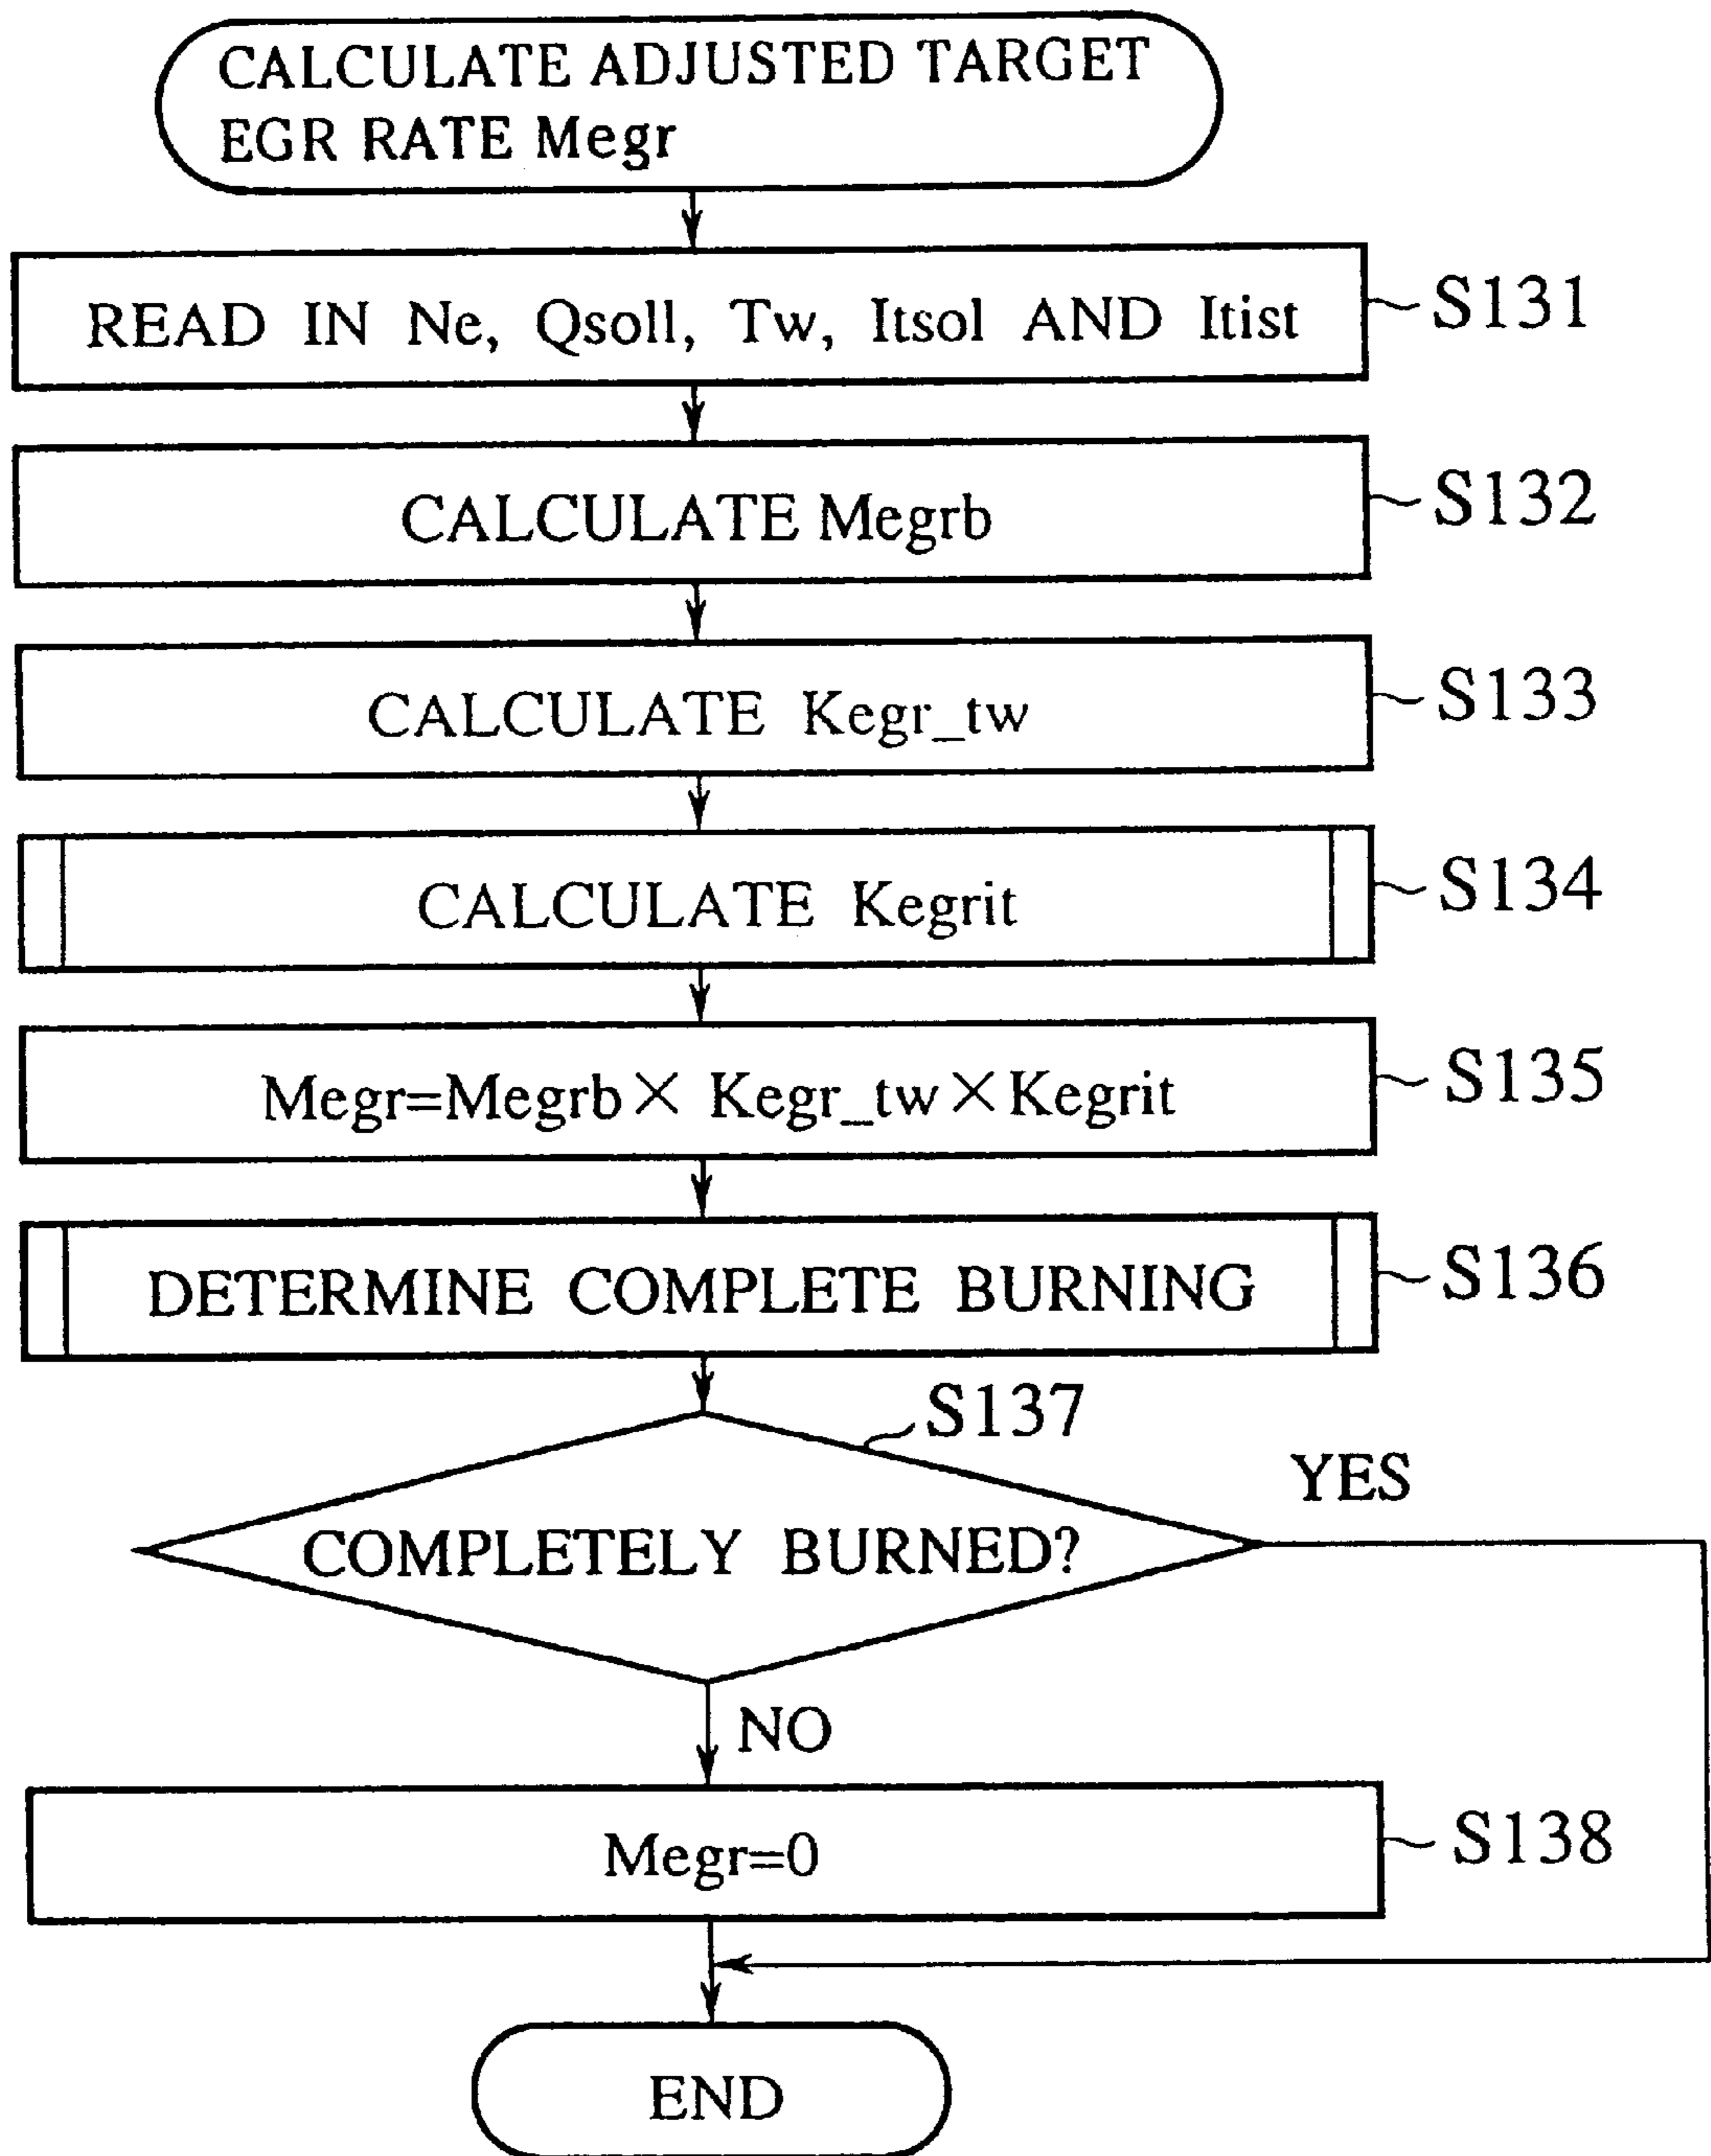 CALCULATE ADJUSTED TARGET
EGR RATE Megr
READ IN Ne, Qsoll, Tw, Itsol AND Itist
S131
CALCULATE Megrb
S132
CALCULATE Kegr_tw
S133
CALCULATE Kegrit
S134
Megr=Megrb× Kegr_tw×Kegrit
S135
DETERMINE COMPLETE BURNING
S136
S137
YES
COMPLETELY BURNED?
NO
Megr=0
S138
END